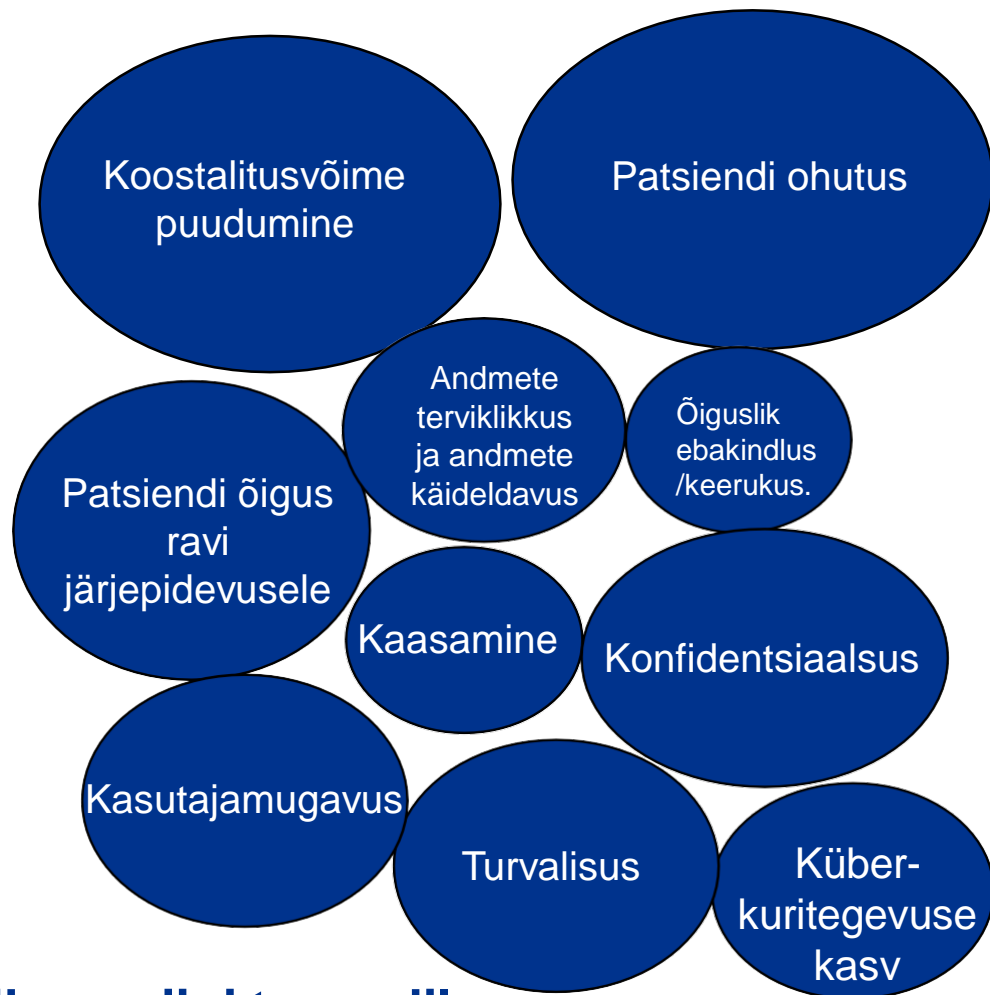 Koostalitusvõime
puudumine
Patsiendi ohutus
Andmete
terviklikkus
ja andmete
käideldavus
Õiguslik
ebakindlus
/keerukus.
Patsiendi õigus
ravi
järjepidevusele
Kaasamine
Konfidentsiaalsus
Kasutajamugavus
Turvalisus
Küber-
kuritegevuse
kasv